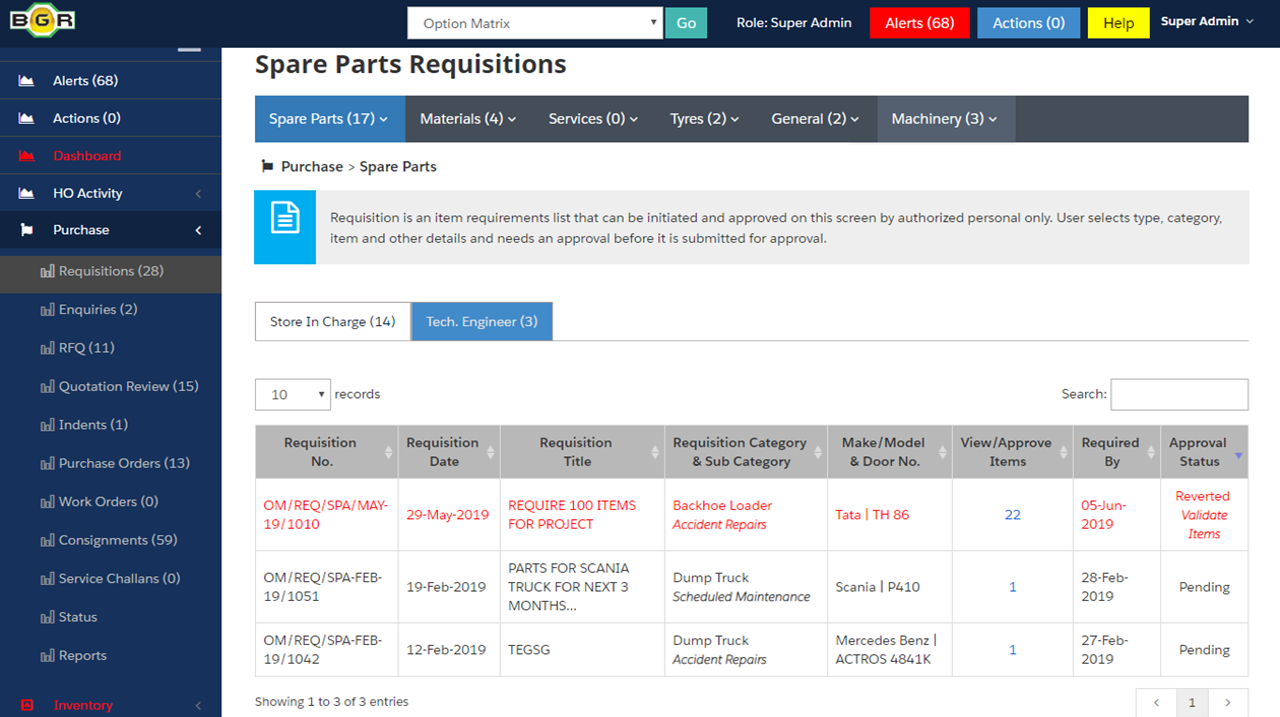 BGR
Option Matrix
Go
Role: Super Admin
Alerts (68)
Actions (0)
Help
Super Admin
Alerts (68)
Actions (0)
Dashboard
HO Activity
Purchase
Requisitions (28)
Enquiries (2)
RFQ (11)
Quotation Review (15)
Indents (1)
Purchase Orders (13)
Work Orders (0)
Consignments (59)
Service Challans (0)
Status
Reports
Inventory
Spare Parts Requisitions
Spare Parts (17)
Materials (4)
Services (0)
Tyres (2)
General (2)
Machinery (3)
Purchase > Spare Parts
Requisition is an item requirements list that can be initiated and approved on this screen by authorized personal only. User selects type, category,
item and other details and needs an approval before it is submitted for approval.
Store In Charge (14)
Tech. Engineer (3)
10 records
Search:
Requisition
No.
Requisition
Date
Requisition
Title
Requisition Category
& Sub Category
Make/Model
& Door No.
View/Approve
Items
Required
By
Approval
Status
OM/REQ/SPA/MAY-
19/1010
29-May-2019
REQUIRE 100 ITEMS
FOR PROJECT
Backhoe Loader
Accident Repairs
Tata | TH 86
22
05-Jun-
2019
Reverted
Validate
Items
OM/REQ/SPA-FEB-
19/1051
19-Feb-2019
PARTS FOR SCANIA
TRUCK FOR NEXT 3
MONTHS...
Dump Truck
Scheduled Maintenance
Scania | P410
1
28-Feb-
2019
Pending
OM/REQ/SPA-FEB-
19/1042
12-Feb-2019
TEGSG
Dump Truck
Accident Repairs
Mercedes Benz |
ACTROS 4841K
1
27-Feb-
2019
Pending
Showing 1 to 3 of 3 entries
1